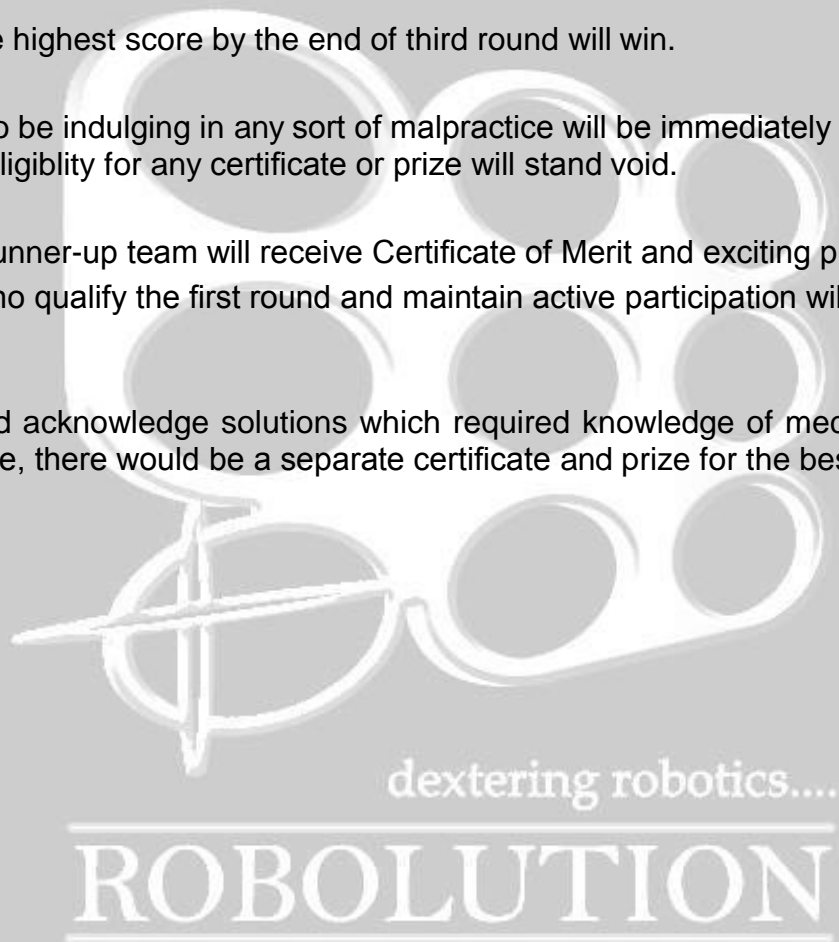 e highest score by the end of third round will win.
o be indulging in any sort of malpractice will be immediately
ligiblity for any certificate or prize will stand void.
unner-up team will receive Certificate of Merit and exciting p
no qualify the first round and maintain active participation wil
d acknowledge solutions which required knowledge of mec
e, there would be a separate certificate and prize for the bes
dextering robotics....
ROBOLUTION